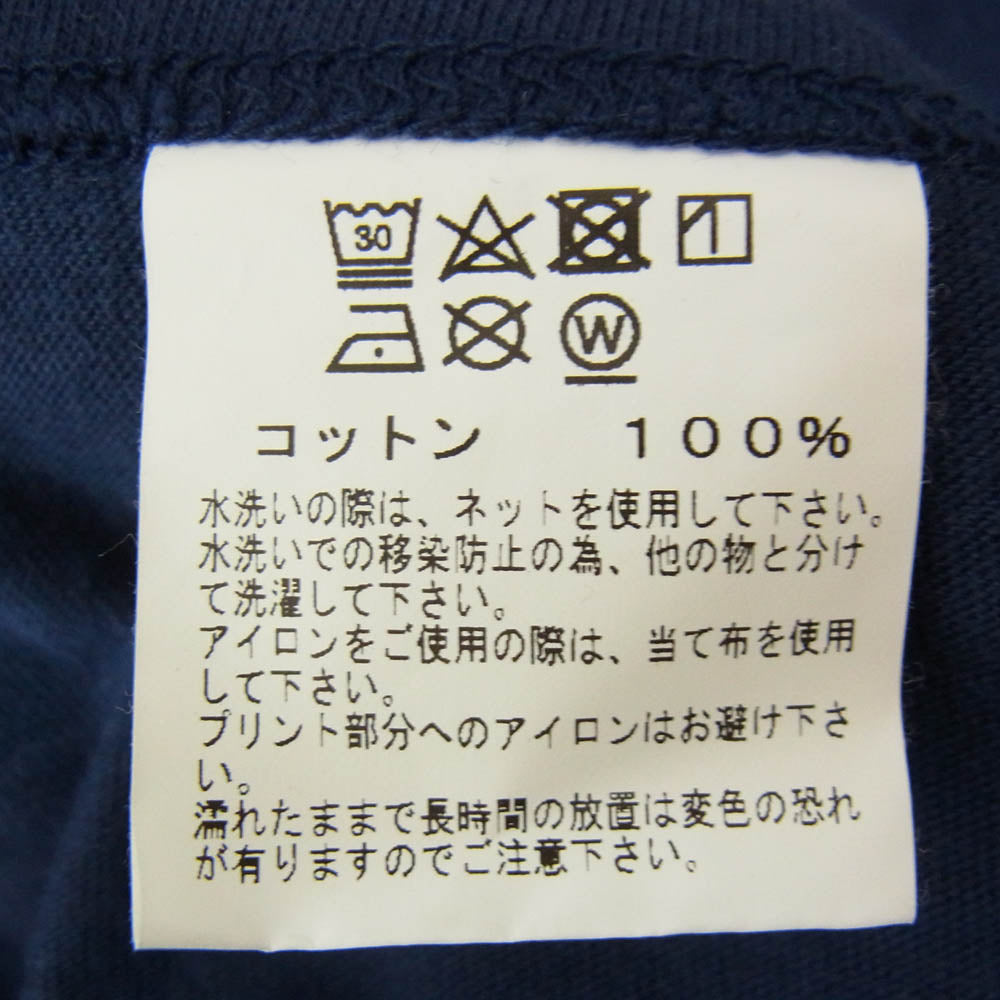 30
W
コットン　１００％
水洗いの際は、ネットを使用して下さい。
水洗いでの移染防止の為、他の物と分け
て洗濯して下さい。
アイロンをご使用の際は、当て布を使用
して下さい。
プリント部分へのアイロンはお避け下さ
い。
濡れたままで長時間の放置は変色の恐れ
が有りますのでご注意下さい。